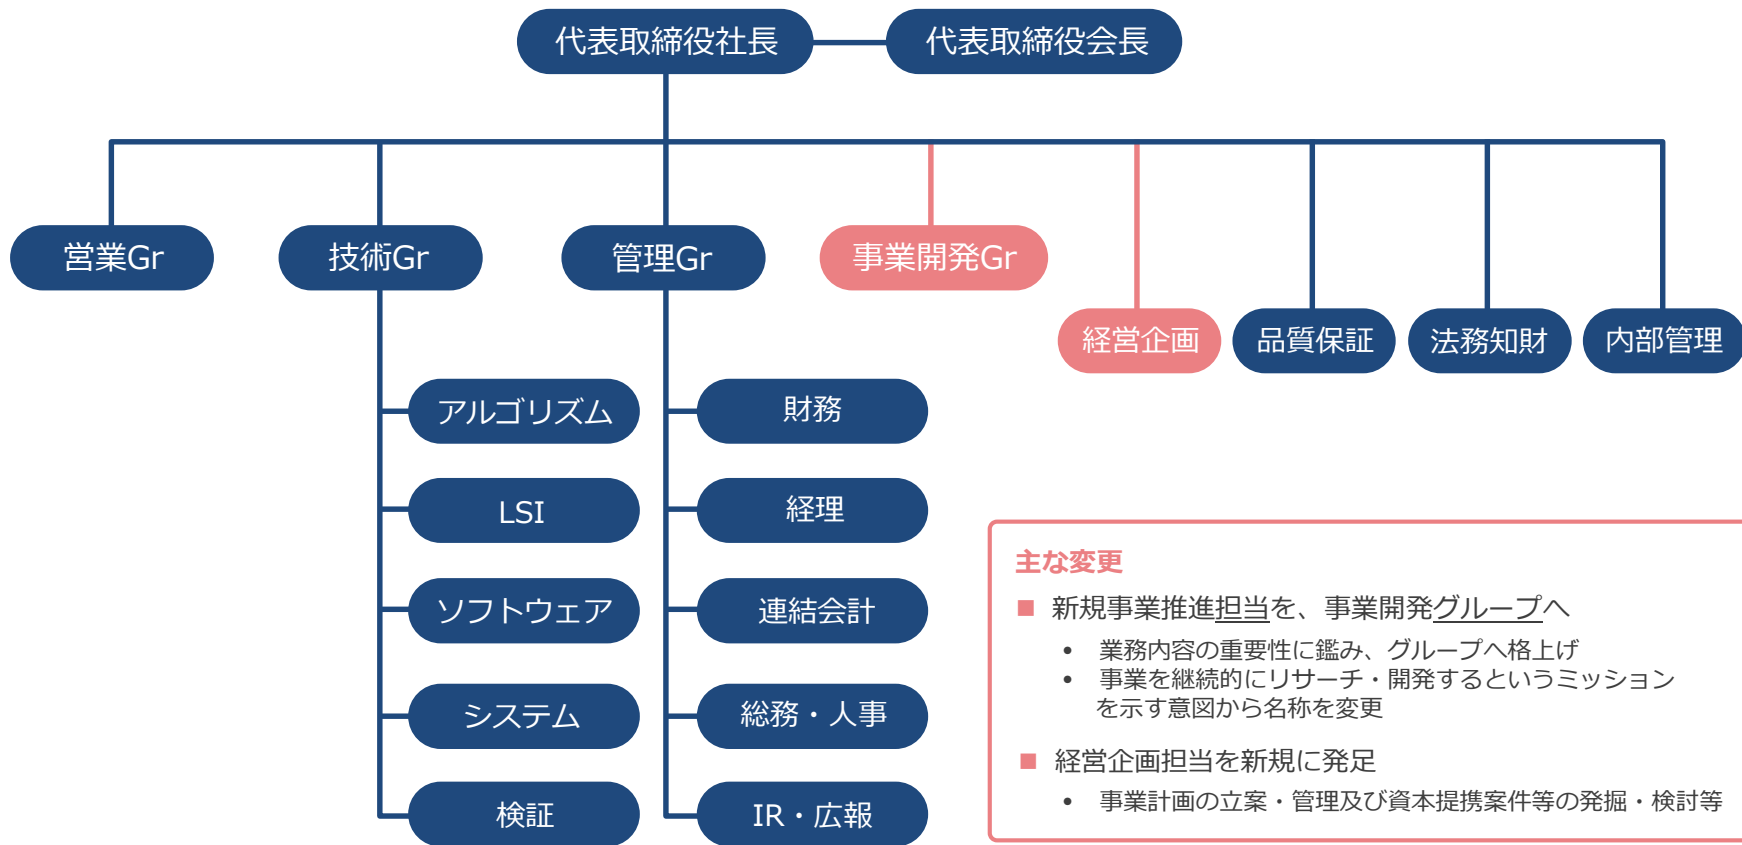 代表取締役社長
代表取締役会長
営業Gr
技術Gr
管理Gr
事業開発Gr
経営企画
品質保証
法務知財
内部管理
アルゴリズム
LSI
ソフトウェア
システム
検証
財務
経理
連結会計
総務・人事
IR・広報
主な変更
■ 新規事業推進担当を、事業開発グループへ
• 業務内容の重要性に鑑み、グループへ格上げ
• 事業を継続的にリサーチ・開発するというミッション
を示す意図から名称を変更
■ 経営企画担当を新規に発足
• 事業計画の立案・管理及び資本提携案件等の発掘・検討等